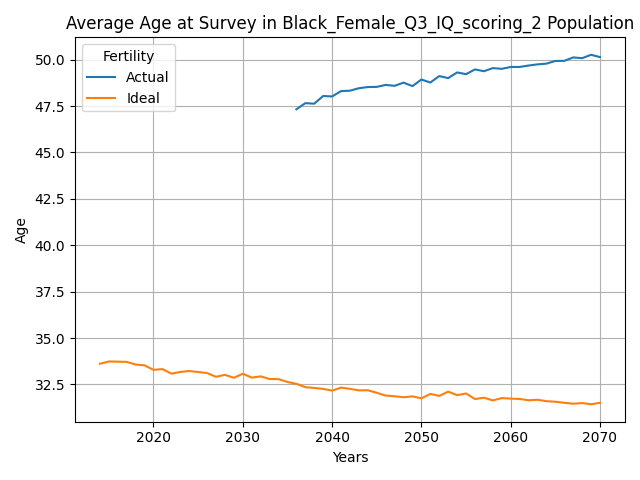 Average Age at Survey in Black_Female_Q3_IQ_scoring_2 Population
Fertility
Actual
Ideal
50.0
47.5
45.0
42.5
40.0
37.5
35.0
32.5
Age
2020 2030 2040 2050 2060 2070
Years